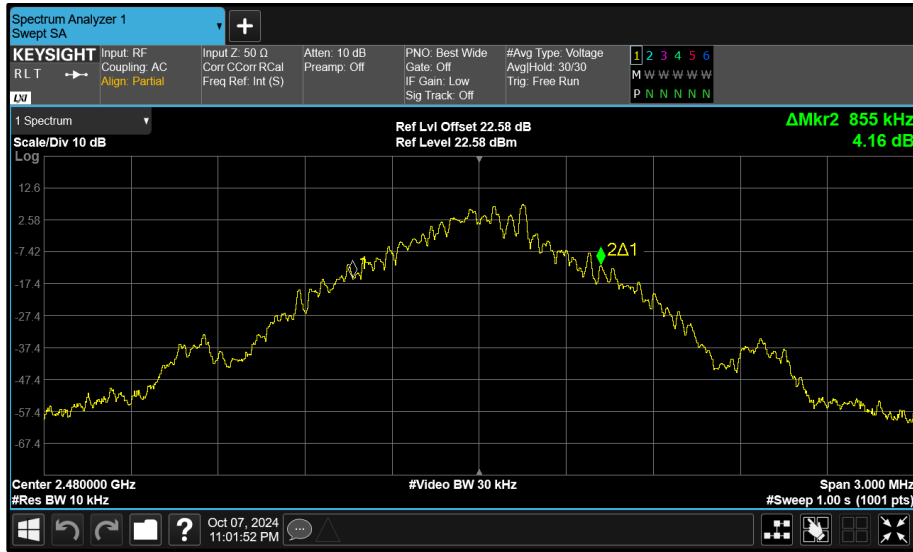 Spectrum Analyzer 1
Swept SA
+
KEYSIGHT Input: RF Input Z: 50 Ω Atten: 10 dB PNO: Best Wide #Avg Type: Voltage 1 2 3 4 5 6
RLT Coupling: AC Corr CCorr RCal Preamp: Off Gate: Off Avg|Hold: 30/30 M W W W W W
Align: Partial Freq Ref: Int (S) IF Gain: Low Trig: Free Run
LXI Sig Track: Off P N N N N N
1 Spectrum Ref Lvl Offset 22.58 dB ΔMkr2 855 kHz
Scale/Div 10 dB Ref Level 22.58 dBm 4.16 dB
Log
12.6
2.58
-7.42
2Δ1
1
-17.4
-27.4
-37.4
-47.4
-57.4
-67.4
Center 2.480000 GHz #Video BW 30 kHz Span 3.000 MHz
#Res BW 10 kHz #Sweep 1.00 s (1001 pts)
? Oct 07, 2024
11:01:52 PM